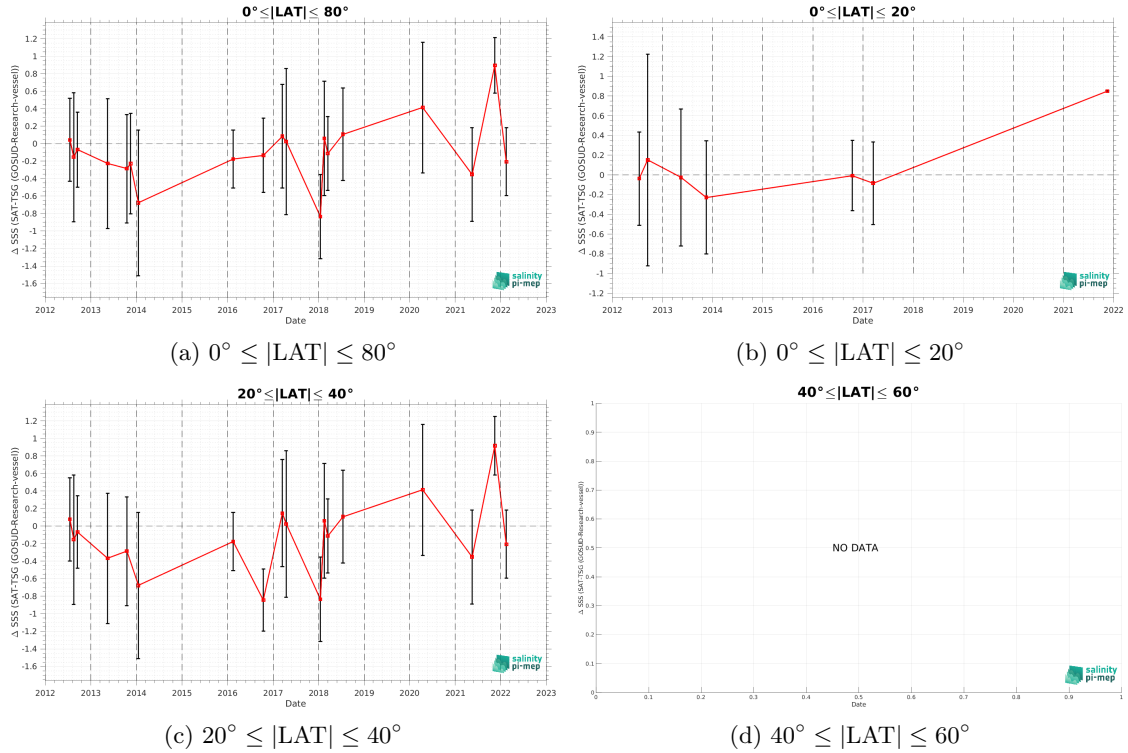 0°≤|LAT|≤ 80°
Δ SSS (SAT-TSG (GOSUD-Research-vessel))
1.2
1
0.8
0.6
0.4
0.2
0
-0.2
-0.4
-0.6
-0.8
-1
-1.2
-1.4
-1.6
2012 2013 2014 2015 2016 2017 2018 2019 2020 2021 2022 2023
Date
salinity
pi-mep
(a) 0° ≤ |LAT| ≤ 80°
0°≤|LAT|≤ 20°
Δ SSS (SAT-TSG (GOSUD-Research-vessel))
1.4
1.2
1
0.8
0.6
0.4
0.2
0
-0.2
-0.4
-0.6
-0.8
-1
-1.2
2012 2013 2014 2015 2016 2017 2018 2019 2020 2021 2022
Date
salinity
pi-mep
(b) 0° ≤ |LAT| ≤ 20°
20°≤|LAT|≤ 40°
Δ SSS (SAT-TSG (GOSUD-Research-vessel))
1.2
1
0.8
0.6
0.4
0.2
0
-0.2
-0.4
-0.6
-0.8
-1
-1.2
-1.4
-1.6
2012 2013 2014 2015 2016 2017 2018 2019 2020 2021 2022 2023
Date
salinity
pi-mep
(c) 20° ≤ |LAT| ≤ 40°
40°≤|LAT|≤ 60°
Δ SSS (SAT-TSG (GOSUD-Research-vessel))
1
0.9
0.8
0.7
0.6
0.5
0.4
0.3
0.2
0.1
0
NO DATA
0 0.1 0.2 0.3 0.4 0.5 0.6 0.7 0.8 0.9 1
Date
salinity
pi-mep
(d) 40° ≤ |LAT| ≤ 60°